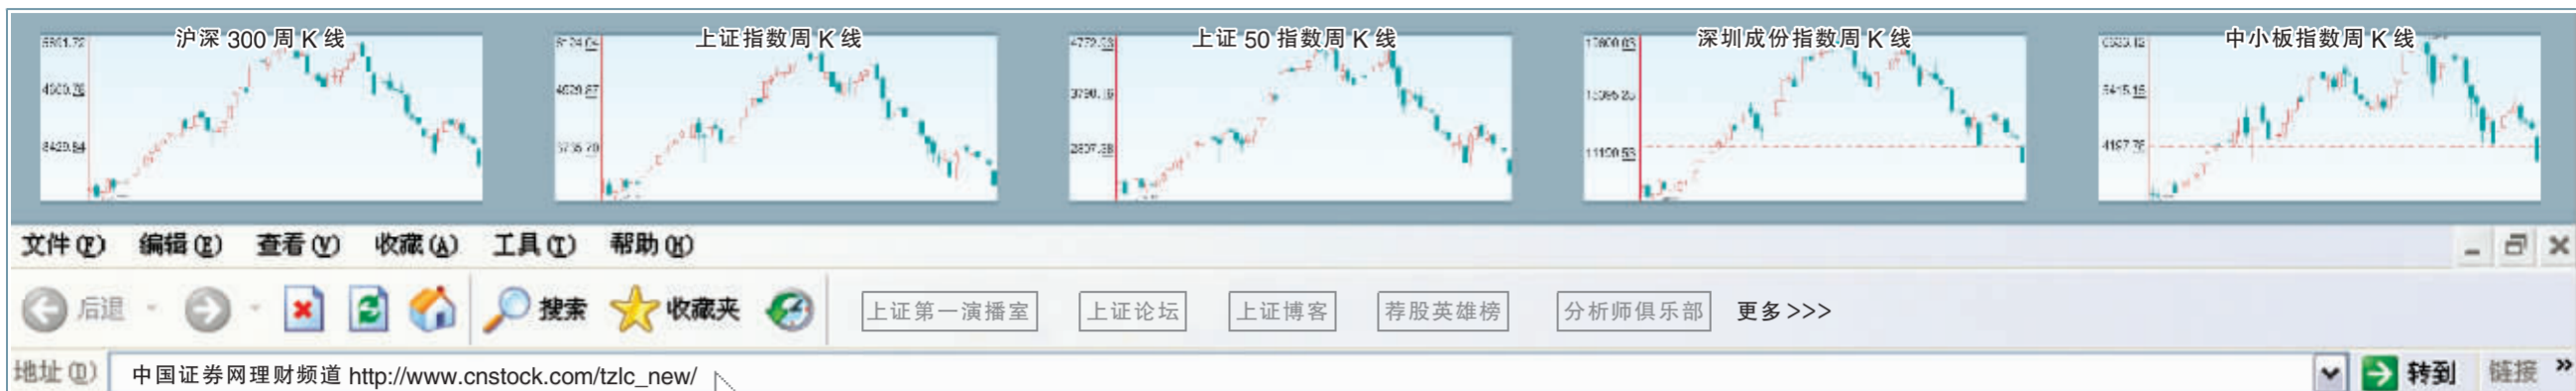 沪深 300 周 K 线
上证指数周 K 线
上证 50 指数周 K 线
深圳成份指数周 K 线
中小板指数周 K 线
文件(F) 编辑(E) 查看(V) 收藏(A) 工具(T) 帮助(H)
后退 搜索 收藏夹 上证第一演播室 上证论坛 上证博客 荐股英雄榜 分析师俱乐部 更多>>>
地址(D) 中国证券网理财频道 http://www.cnstock.com/tzlc_new/ 转到 链接 »